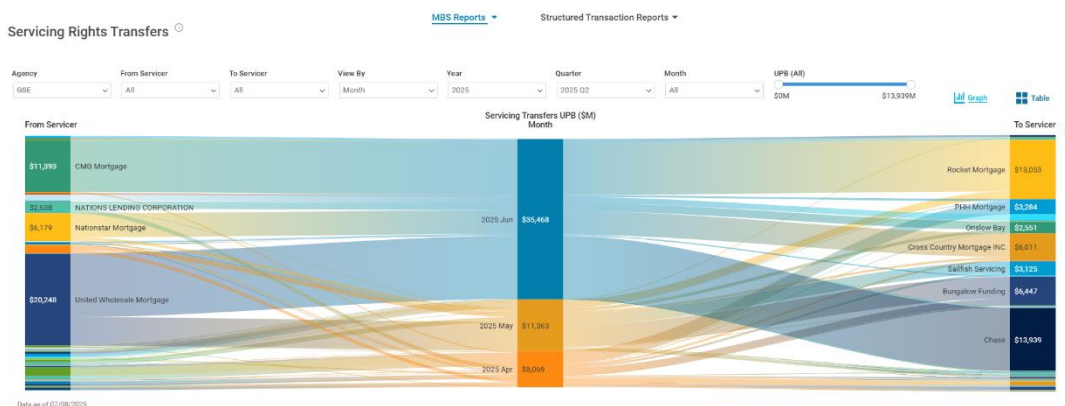 MBS Reports
Structured Transaction Reports
Servicing Rights Transfers
Agency From Servicer To Servicer View By Year Quarter Month UPB (All)
GSE All All Month 2025 2025 Q2 All
$0M $13,939M
Graph Table
Servicing Transfers UPB ($M)
From Servicer Month To Servicer
$11,393 CMG Mortgage
$2,638 NATIONS LENDING CORPORATION
$6,179 Nationstar Mortgage
$20,248 United Wholesale Mortgage
2025 Jun $35,468
2025 May $11,363
2025 Apr $8,069
Rocket Mortgage $13,053
PHH Mortgage $3,284
Onslow Bay $2,551
Cross Country Mortgage INC $6,011
Sailfish Servicing $3,125
Bungalow Funding $6,447
Chase $13,939
Data as of 07/08/2025